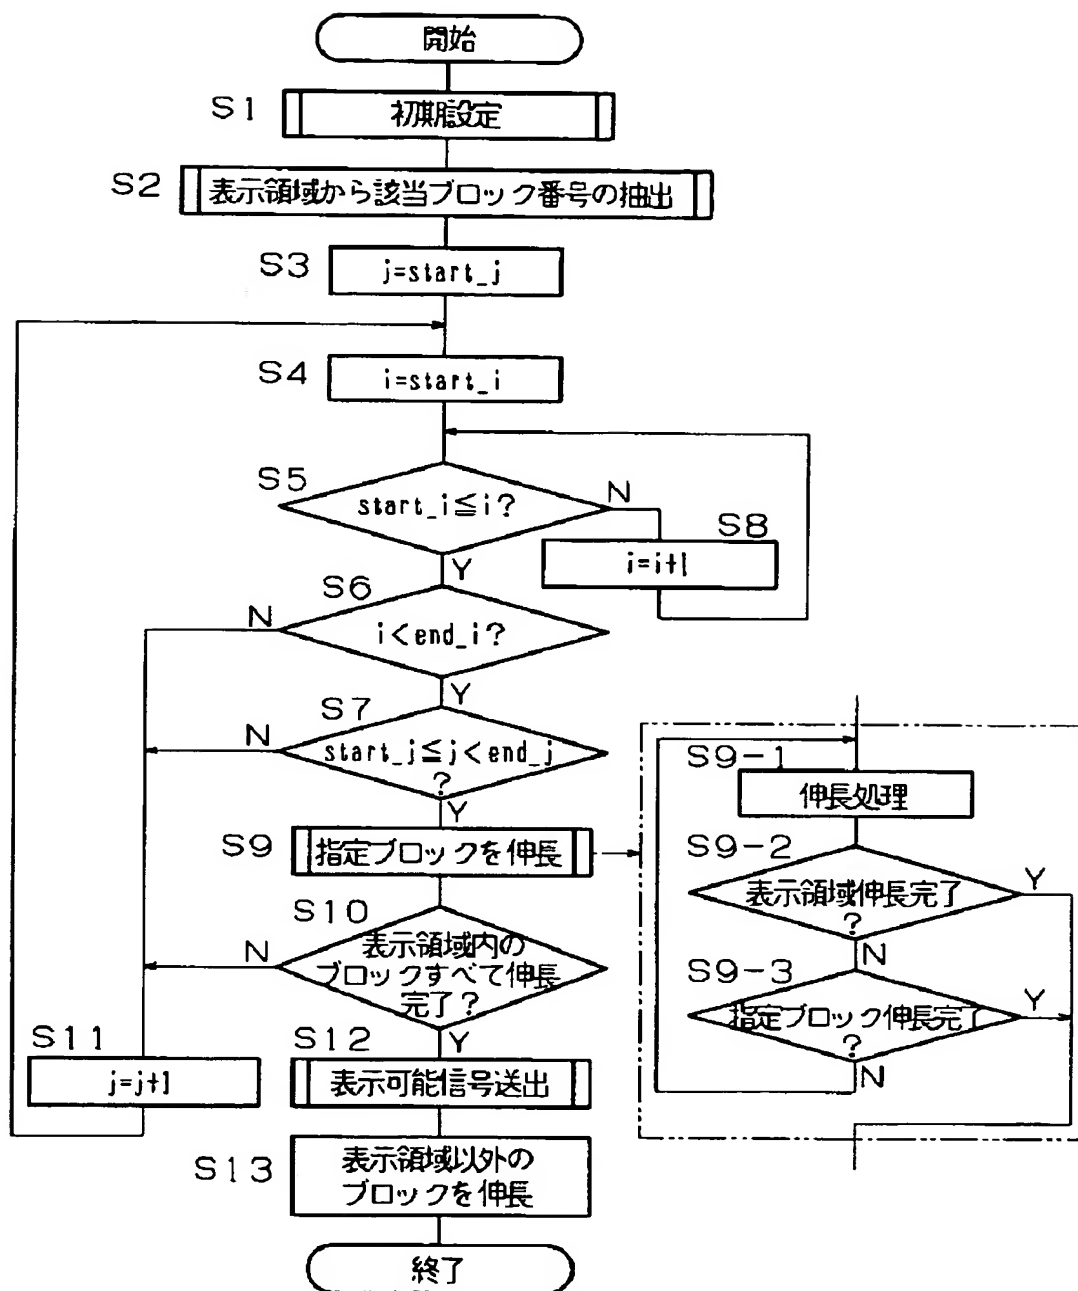 開始
S1
初期設定
S2
表示領域から該当ブロック番号の抽出
S3
j=start_j
S4
i=start_i
S5
start_i≦i?
N
S8
i=i+1
Y
S6
N
i<end_i?
Y
S7
N
start_j≦j<end_j
?
Y
S9
指定ブロックを伸長
S10
N
表示領域内の
ブロックすべて伸長
完了?
Y
S11
j=j+1
S12
表示可能信号送出
S13
表示領域以外の
ブロックを伸長
終了
S9-1
伸長処理
S9-2
表示領域伸長完了
?
Y
N
S9-3
指定ブロック伸長完了
?
Y
N